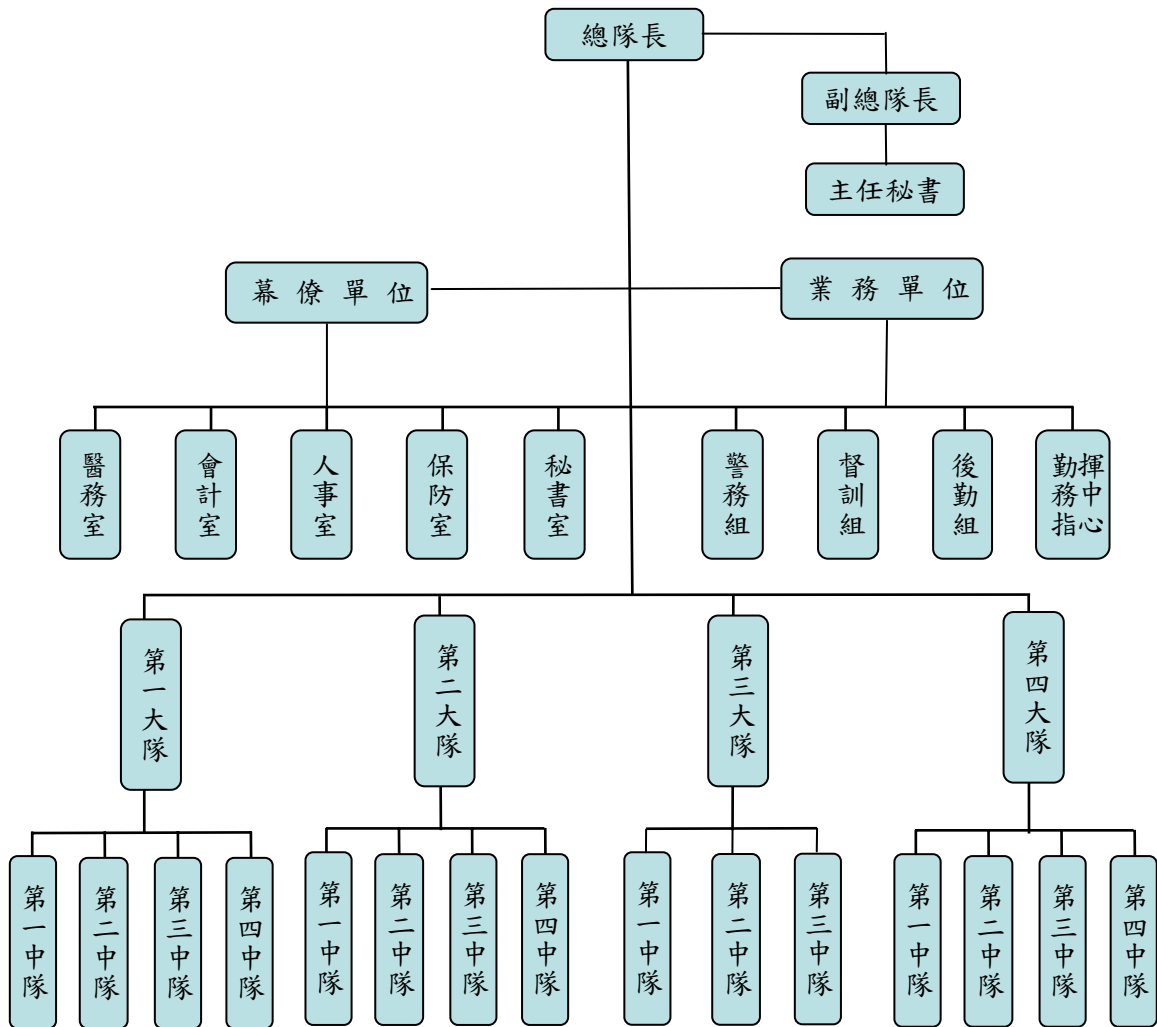 總隊長
副總隊長
主任秘書
幕僚單位
業務單位
醫務室
會計室
人事室
保防室
秘書室
警務組
督訓組
後勤組
勤務指
揮中心
第一大隊
第二大隊
第三大隊
第四大隊
第一中隊
第二中隊
第三中隊
第四中隊
第一中隊
第二中隊
第三中隊
第四中隊
第一中隊
第二中隊
第三中隊
第一中隊
第二中隊
第三中隊
第四中隊